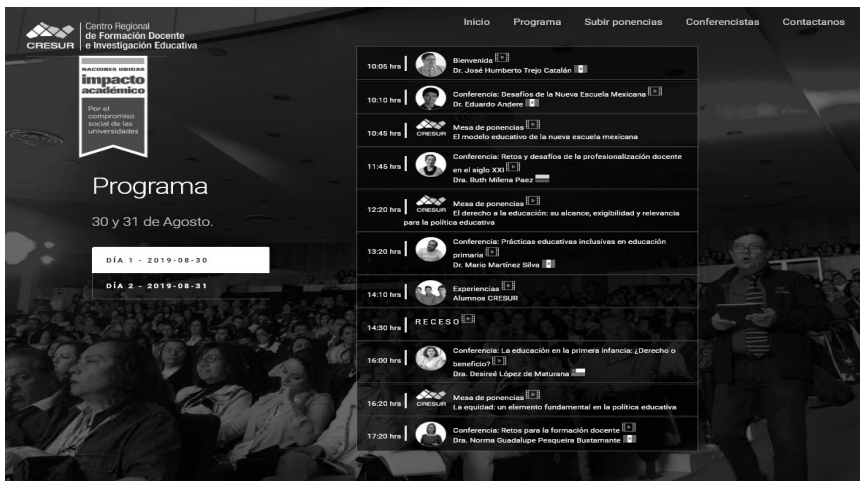 CRESUR
Centro Regional
de Formación Docente
e Investigación Educativa
Inicio Programa Subir ponencias Conferencistas Contactanos
NACIONES UNIDAS
impacto
académico
Por el
compromiso
social de las
universidades
Programa
30 y 31 de Agosto.
DÍA 1 - 2019-08-30
DÍA 2 - 2019-08-31
10:05 hrs
Bienvenida
Dr. José Humberto Trejo Catalán
10:10 hrs
Conferencia: Desafíos de la Nueva Escuela Mexicana
Dr. Eduardo Andere
10:45 hrs
CRESUR
Mesa de ponencias
El modelo educativo de la nueva escuela mexicana
11:45 hrs
Conferencia: Retos y desafíos de la profesionalización docente
en el siglo XXI
Dra. Ruth Milena Paez
12:20 hrs
CRESUR
Mesa de ponencias
El derecho a la educación: su alcance, exigibilidad y relevancia
para la política educativa
13:20 hrs
Conferencia: Prácticas educativas inclusivas en educación
primaria
Dr. Mario Martínez Silva
14:10 hrs
Experiencias
Alumnos CRESUR
14:30 hrs
RECESO
16:00 hrs
Conferencia: La educación en la primera infancia: ¿Derecho o
beneficio?
Dra. Desireé López de Maturana
16:20 hrs
CRESUR
Mesa de ponencias
La equidad: un elemento fundamental en la política educativa
17:20 hrs
Conferencia: Retos para la formación docente
Dra. Norma Guadalupe Pesqueira Bustamante